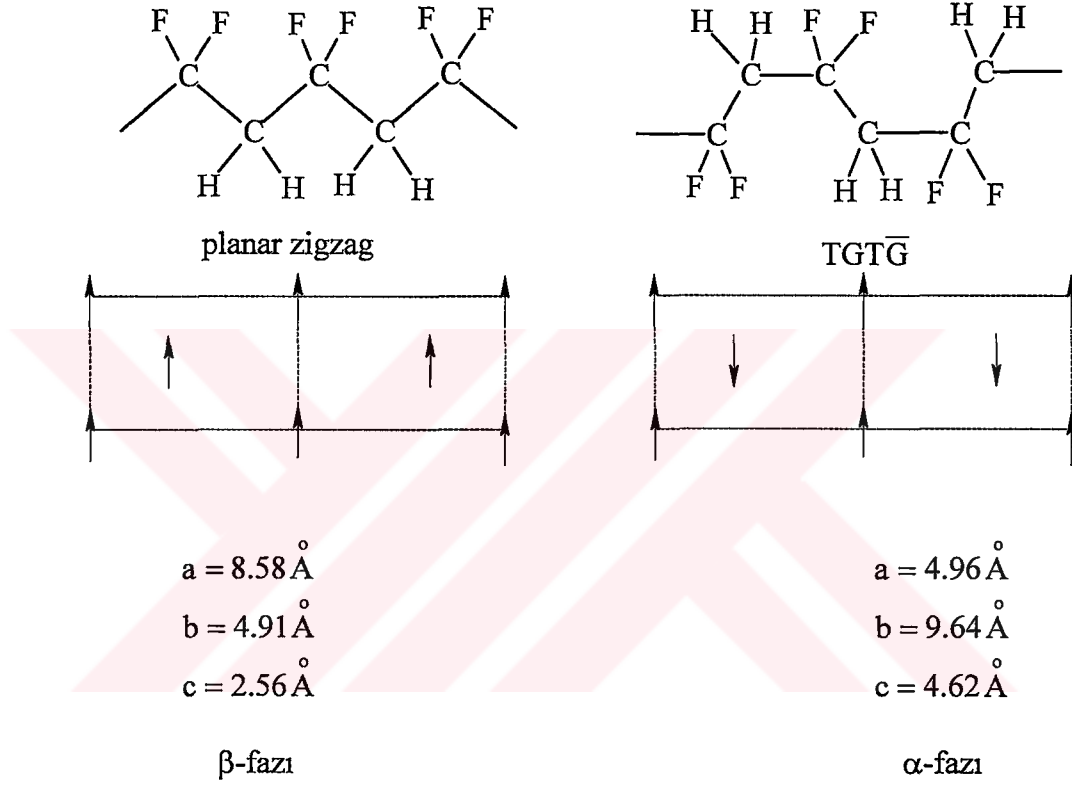 F F F F F F
C C C
C C
H H H H
planar zigzag
H H F F H H
C C C
C C C
F F H H F F
TGTG̅
a = 8.58 Å
b = 4.91 Å
c = 2.56 Å
β-fazı
a = 4.96 Å
b = 9.64 Å
c = 4.62 Å
α-fazı